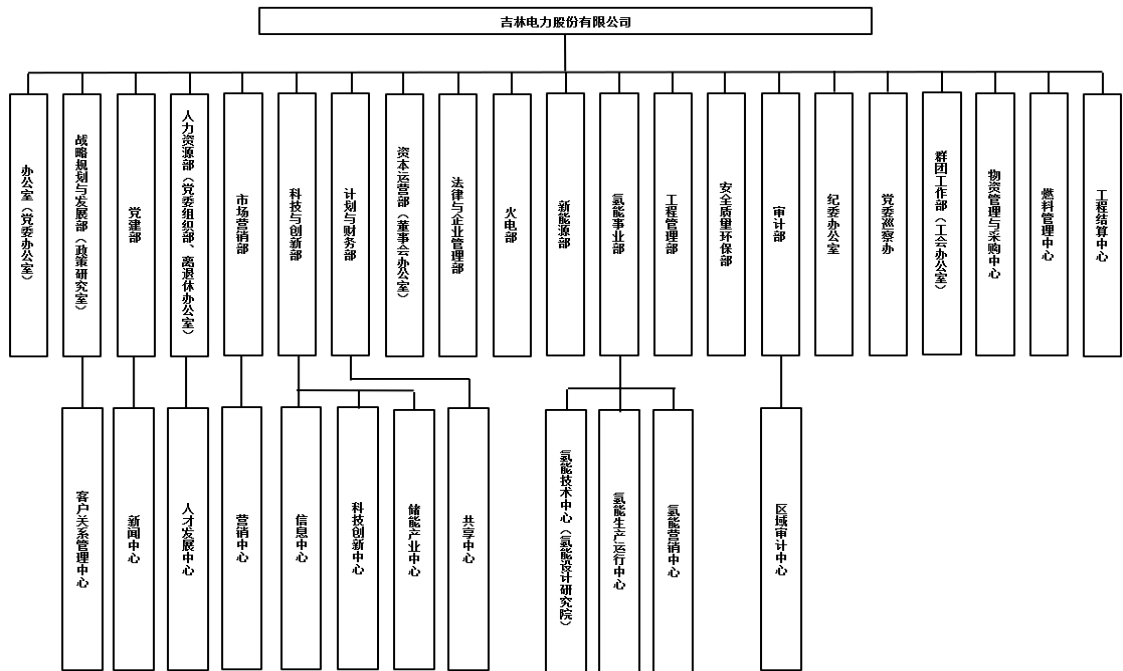 吉林电力股份有限公司
办公室（党委办公室）
战略规划与发展部（政策研究室）
党建部
人力资源部（党委组织部、离退休办公室）
市场营销部
科技与创新部
计划与财务部
资本运营部（董事会办公室）
法律与企业管理部
火电部
新能源部
氢能事业部
工程管理部
安全质量环保部
审计部
纪委办公室
党委巡察办
群团工作部（工会办公室）
物资管理与采购中心
燃料管理中心
工程结算中心
客户关系管理中心
新闻中心
人才发展中心
营销中心
信息中心
科技创新中心
储能产业中心
共享中心
氢能技术中心（氢能设计研究院）
氢能生产运行中心
氢能营销中心
区域审计中心